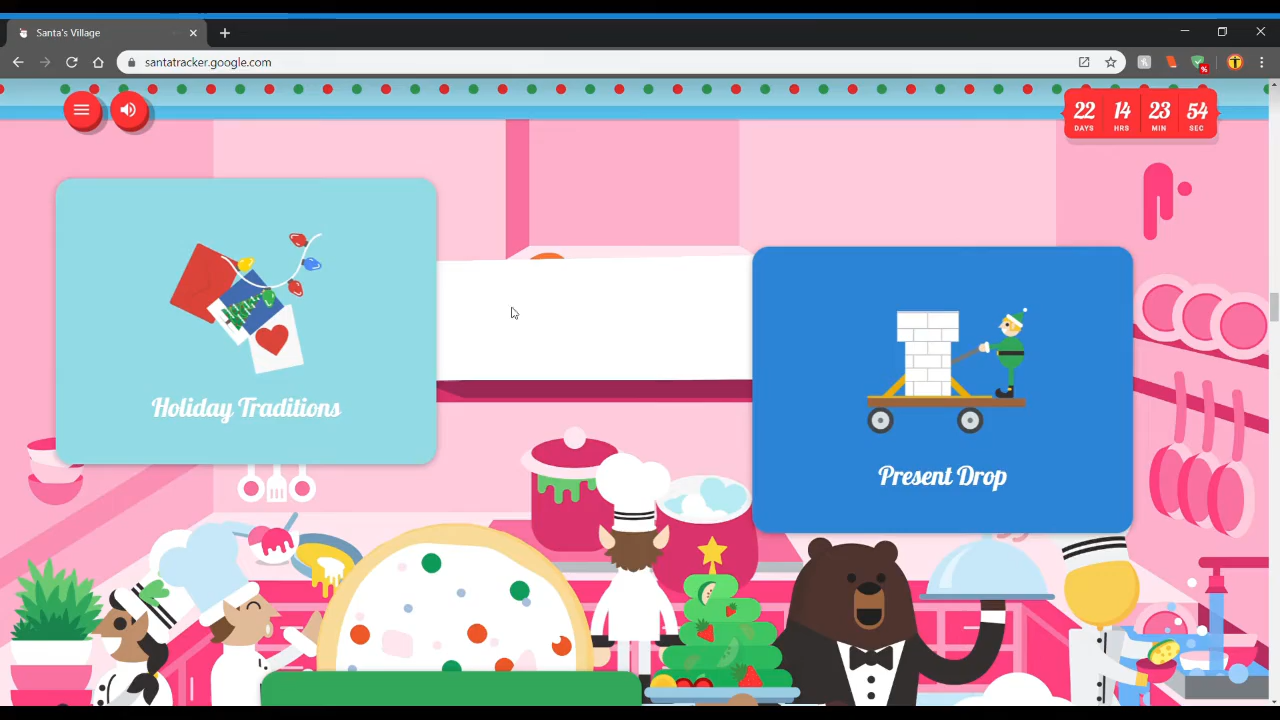 Santa's Village
santatracker.google.com
22 14 23 54
DAYS HRS MIN SEC
Holiday Traditions
Present Drop